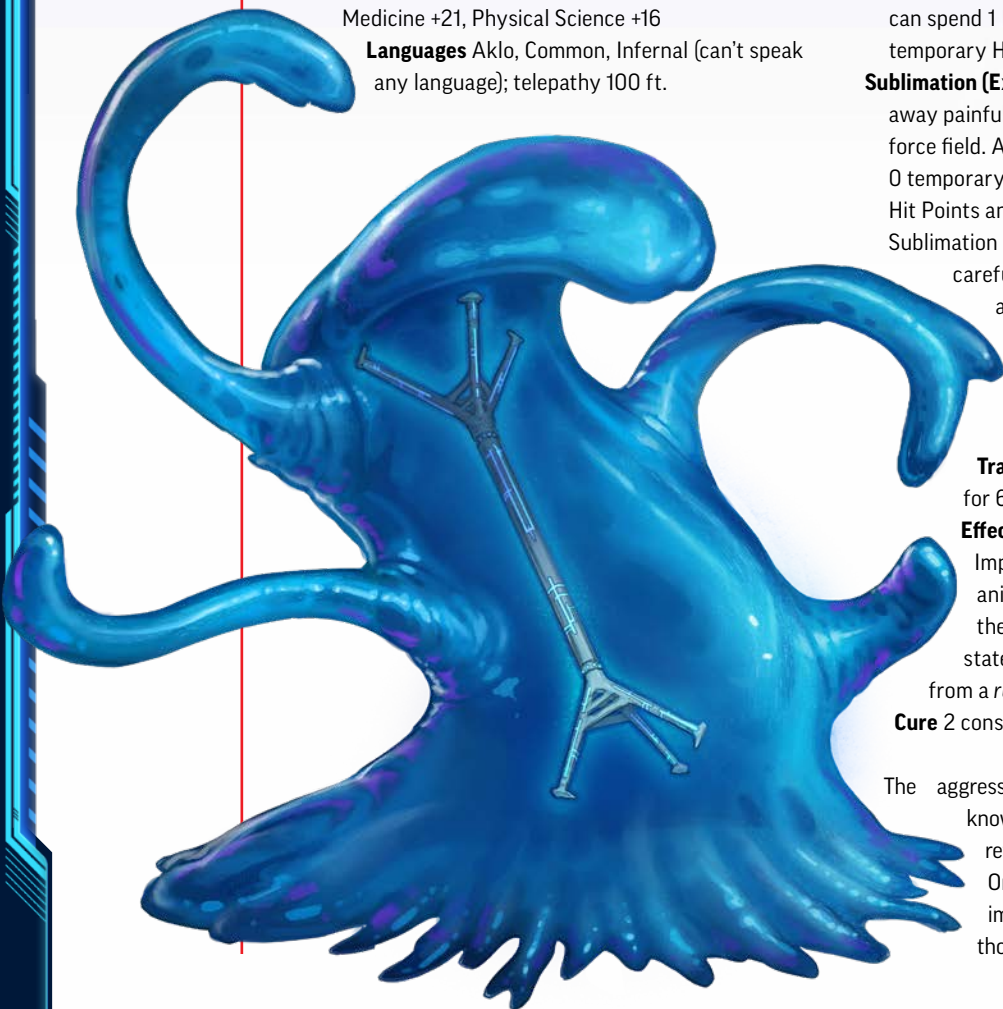 Medicine +21, Physical Science +16
Languages Aklo, Common, Infernal (can't speak
any language); telepathy 100 ft.
can spend 1
temporary H
Sublimation (E
away painfu
force field. A
0 temporary
Hit Points an
Sublimation
carefu
a
Tra
for 6
Effec
Imp
ani
the
state
from a r
Cure 2 cons
The aggress
know
re
O
im
tho